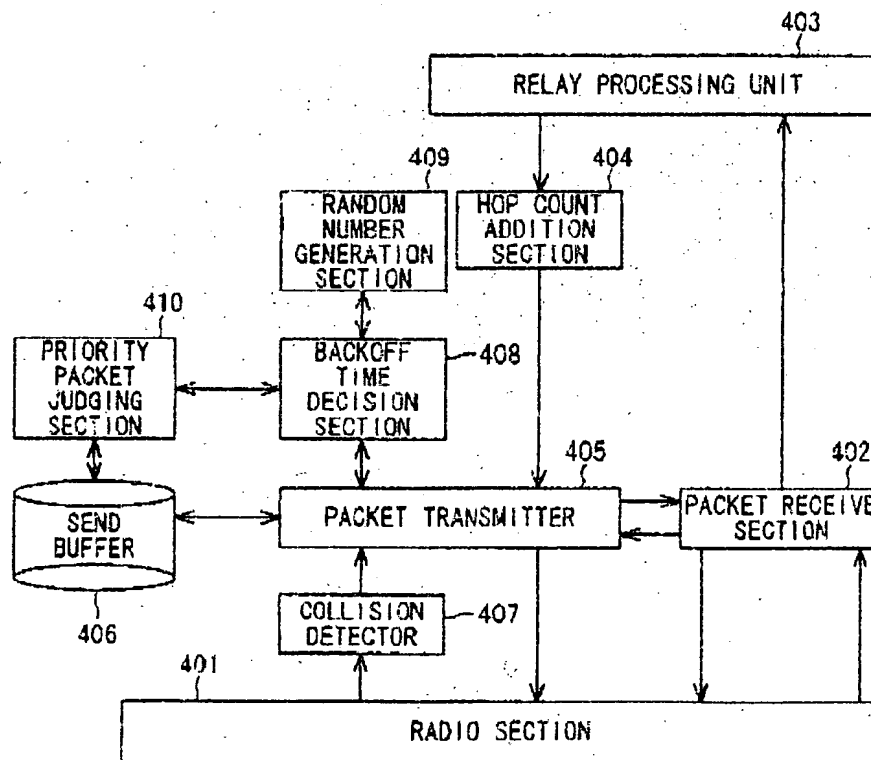 403
RELAY PROCESSING UNIT
409
404
RANDOM
NUMBER
GENERATION
SECTION
HOP COUNT
ADDITION
SECTION
410
PRIORITY
PACKET
JUDGING
SECTION
BACKOFF
TIME
DECISION
SECTION
408
405
402
SEND
BUFFER
PACKET TRANSMITTER
PACKET RECEIVE
SECTION
406
COLLISION
DETECTOR
407
401
RADIO SECTION